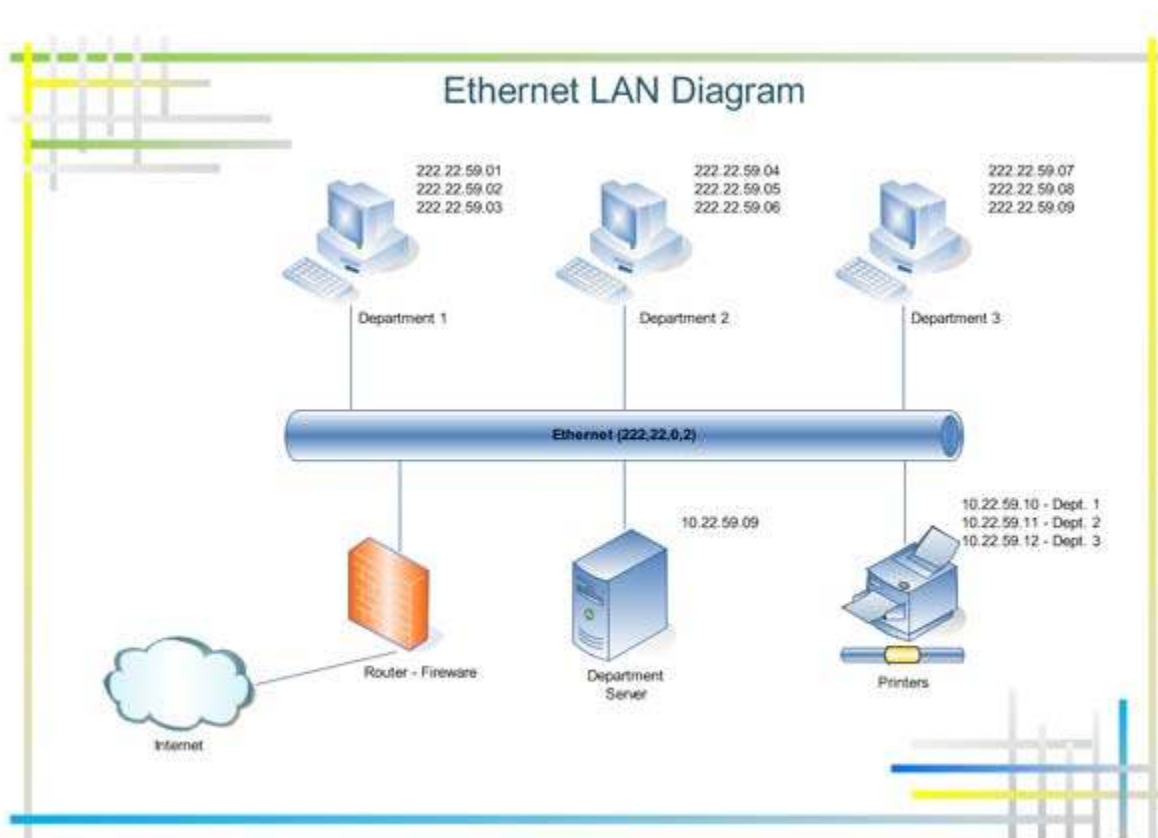 Ethernet LAN Diagram
222.22.59.01
222.22.59.02
222.22.59.03
222.22.59.04
222.22.59.05
222.22.59.06
222.22.59.07
222.22.59.08
222.22.59.09
Department 1
Department 2
Department 3
Ethernet (222,22,0,2)
10.22.59.09
10.22.59.10 - Dept. 1
10.22.59.11 - Dept. 2
10.22.59.12 - Dept. 3
Router - Fireware
Department
Server
Printers
Internet